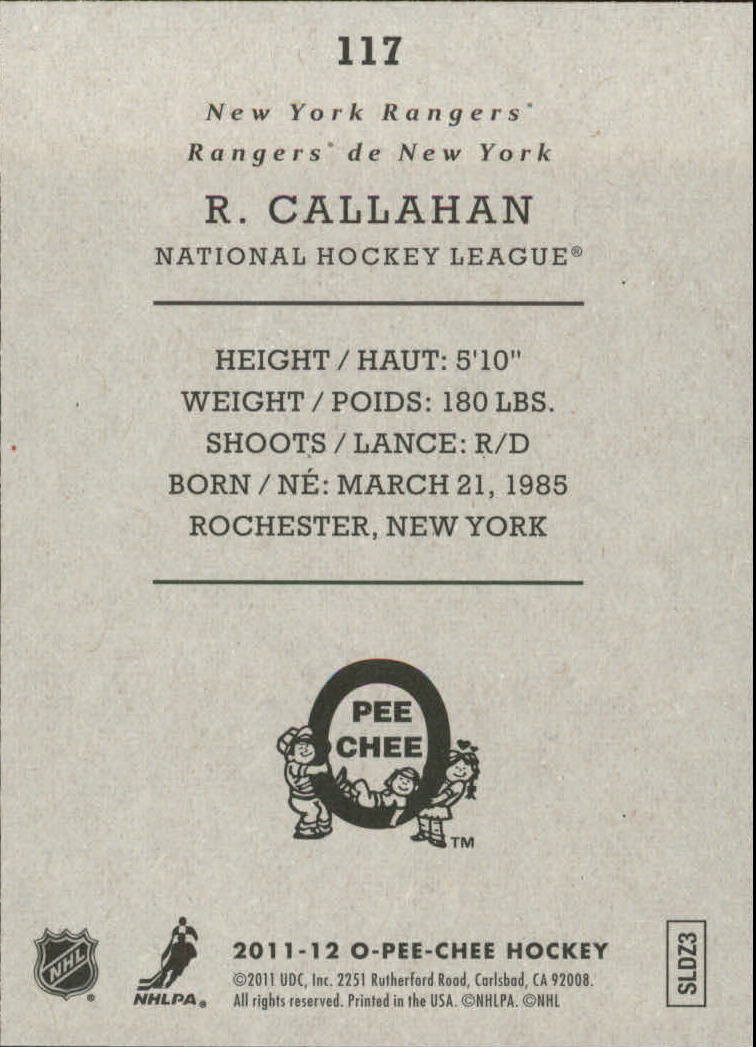 117
New York Rangers®
Rangers® de New York
R. CALLAHAN
NATIONAL HOCKEY LEAGUE®
HEIGHT / HAUT: 5'10"
WEIGHT / POIDS: 180 LBS.
SHOOTS / LANCE: R/D
BORN / NÉ: MARCH 21, 1985
ROCHESTER, NEW YORK
O
PEE
CHEE
TM
NHL ®
NHLPA®
2011-12 O-PEE-CHEE HOCKEY
©2011 UDC, Inc. 2251 Rutherford Road, Carlsbad, CA 92008.
All rights reserved. Printed in the USA. ©NHLPA. ©NHL
SLDZ3